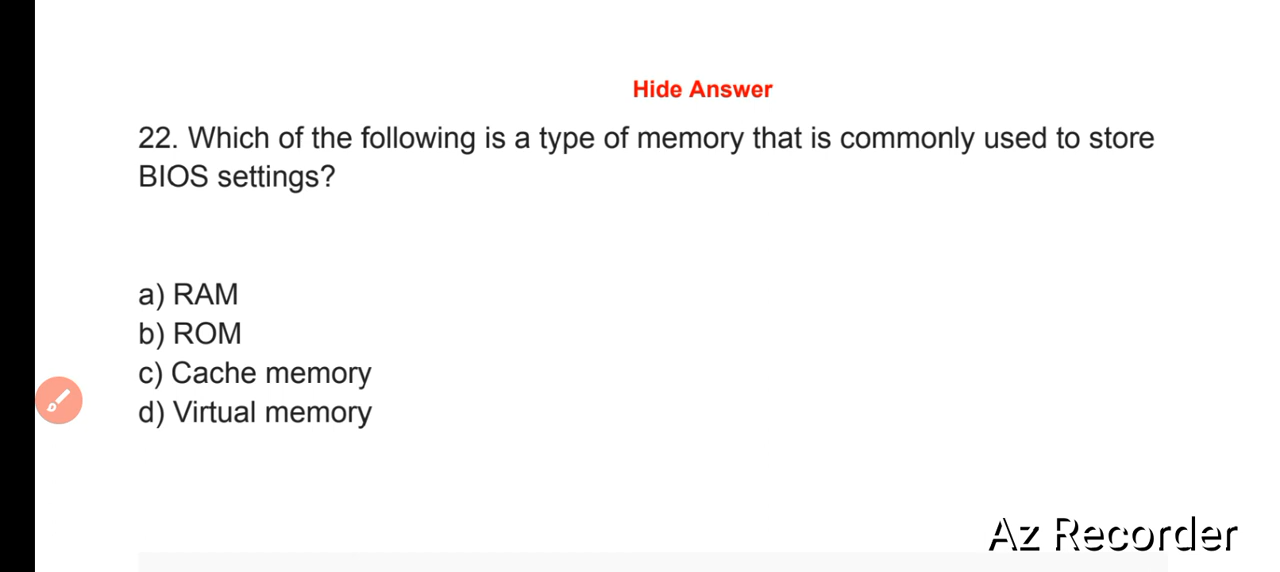 Hide Answer
22. Which of the following is a type of memory that is commonly used to store
BIOS settings?
a) RAM
b) ROM
c) Cache memory
d) Virtual memory
Az Recorder